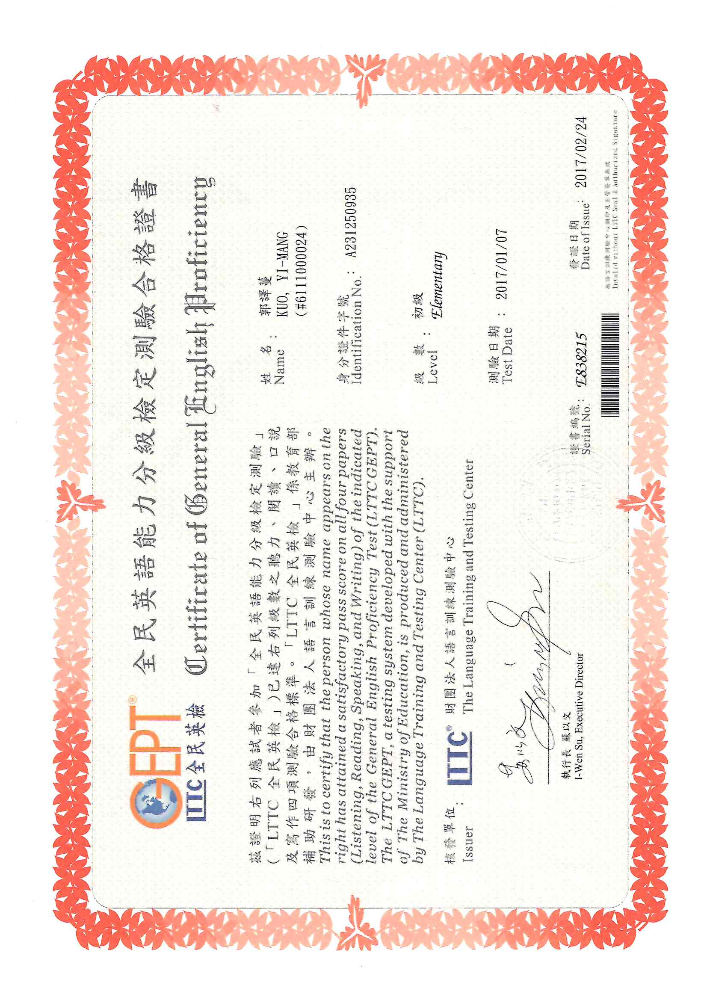 GEPT®
LTTC 全民英檢
全民英語能力分級檢定測驗合格證書
Certificate of General English Proficiency
茲證明右列應試者參加「全民英語能力分級檢定測驗」
(「LTTC 全民英檢」)已達右列級數之聽力、閱讀、口說
及寫作四項測驗合格標準。「LTTC 全民英檢」係教育部
補助研發，由財團法人語言訓練測驗中心主辦。
This is to certify that the person whose name appears on the
right has attained a satisfactory pass score on all four papers
(Listening, Reading, Speaking, and Writing) of the indicated
level of the General English Proficiency Test (LTTC GEPT).
The LTTC GEPT, a testing system developed with the support
of The Ministry of Education, is produced and administered
by The Language Training and Testing Center (LTTC).
核發單位：
Issuer
LTTC®
財團法人語言訓練測驗中心
The Language Training and Testing Center
執行長 蘇以文
I-Wen Su, Executive Director
姓 名： 郭譯蔓
Name KUO, YI-MANG
(#61111000024)
身分證件字號
Identification No.： A231250935
級 數： 初級
Level Elementary
測驗日期：
Test Date 2017/01/07
證書編號：
Serial No. E838215
發證日期：
Date of Issue 2017/02/24
無語言訓練測驗中心鋼印及主管簽章無效
Invalid without LTTC Seal & Authorized Signature